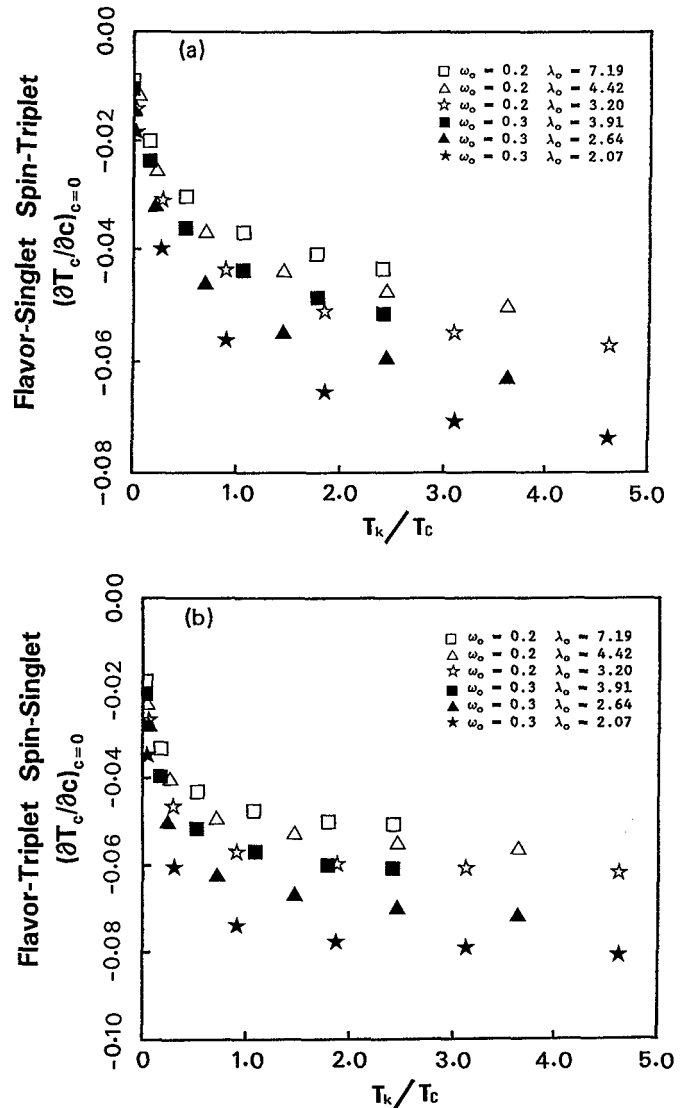 (a)
□ ω₀ = 0.2 λ₀ = 7.19
△ ω₀ = 0.2 λ₀ = 4.42
☆ ω₀ = 0.2 λ₀ = 3.20
■ ω₀ = 0.3 λ₀ = 3.91
▲ ω₀ = 0.3 λ₀ = 2.64
★ ω₀ = 0.3 λ₀ = 2.07
Flavor-Singlet Spin-Triplet
(∂T_c/∂c)_{c=0}
0.00
-0.02
-0.04
-0.06
-0.08
0 1.0 2.0 3.0 4.0 5.0
T_k/T_c
(b)
□ ω₀ = 0.2 λ₀ = 7.19
△ ω₀ = 0.2 λ₀ = 4.42
☆ ω₀ = 0.2 λ₀ = 3.20
■ ω₀ = 0.3 λ₀ = 3.91
▲ ω₀ = 0.3 λ₀ = 2.64
★ ω₀ = 0.3 λ₀ = 2.07
Flavor-Triplet Spin-Singlet
(∂T_c/∂c)_{c=0}
0.00
-0.02
-0.04
-0.06
-0.08
-0.10
0 1.0 2.0 3.0 4.0 5.0
T_k/T_c